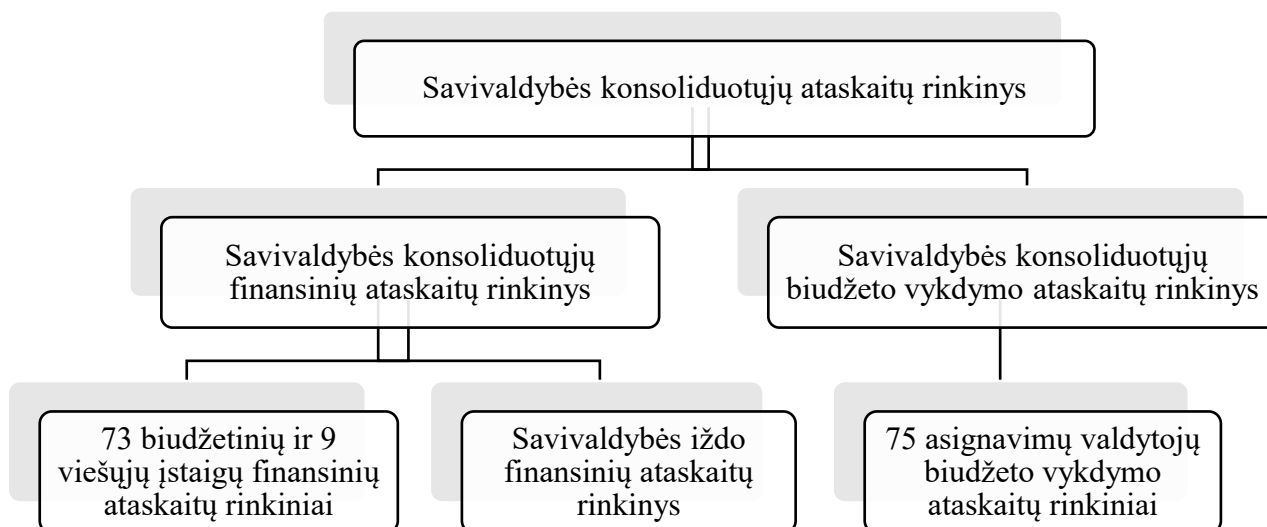 Savivaldybės konsoliduotųjų ataskaitų rinkinys
Savivaldybės konsoliduotųjų
finansinių ataskaitų rinkinys
Savivaldybės konsoliduotųjų
biudžeto vykdymo ataskaitų rinkinys
73 biudžetinių ir 9
viešųjų įstaigų finansinių
ataskaitų rinkiniai
Savivaldybės iždo
finansinių ataskaitų
rinkinys
75 asignavimų valdytojų
biudžeto vykdymo
ataskaitų rinkiniai